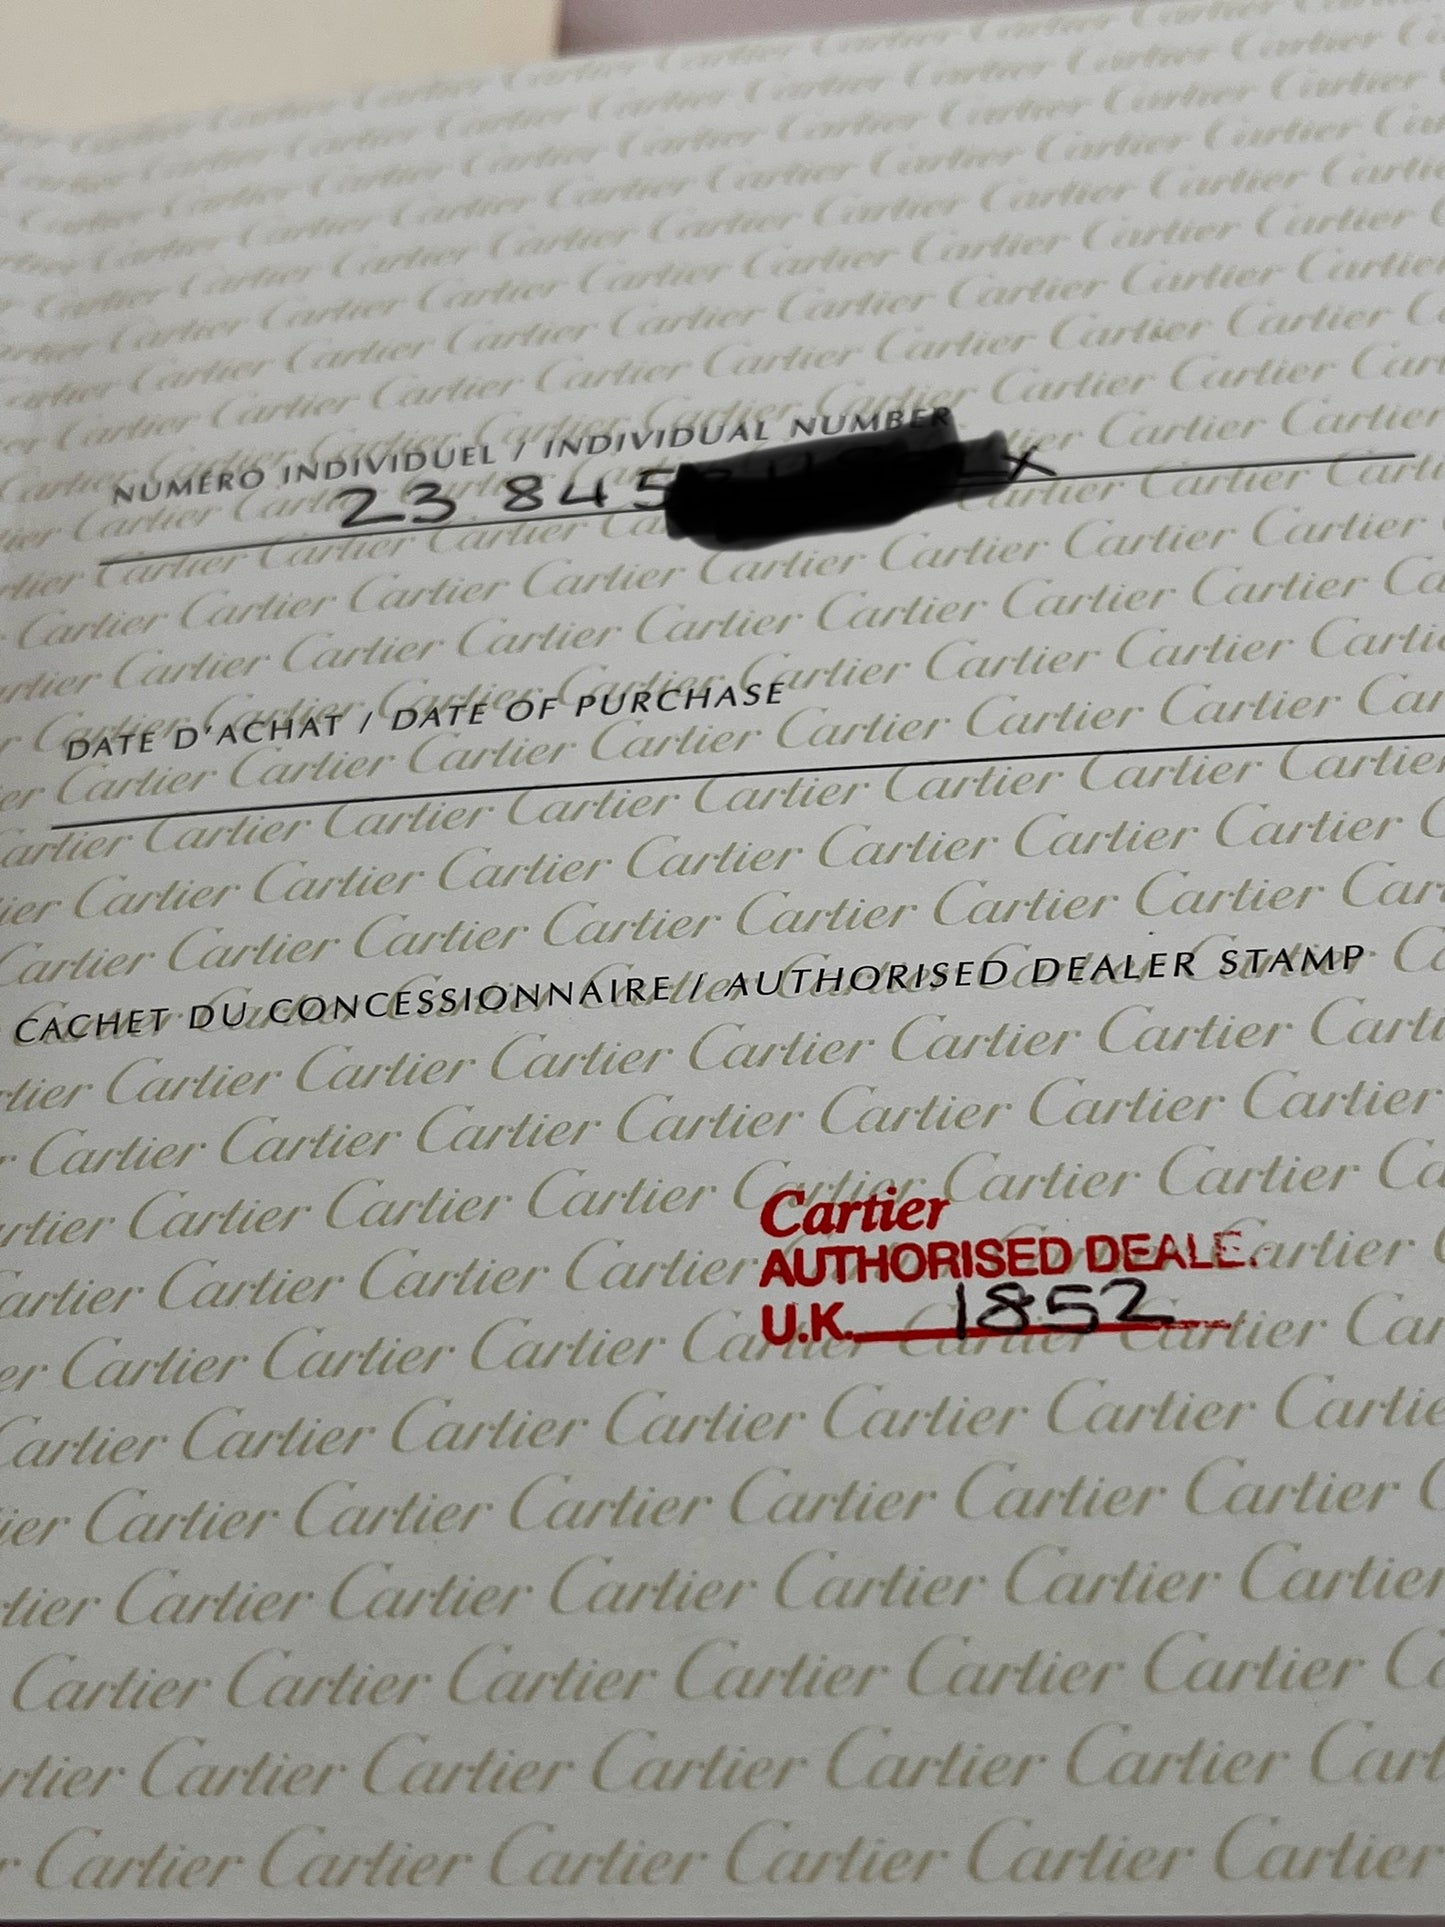 NUMÉRO INDIVIDUEL / INDIVIDUAL NUMBER
23 845 X
DATE D'ACHAT / DATE OF PURCHASE
CACHET DU CONCESSIONNAIRE / AUTHORISED DEALER STAMP
Cartier
AUTHORISED DEALE
U.K. 1852